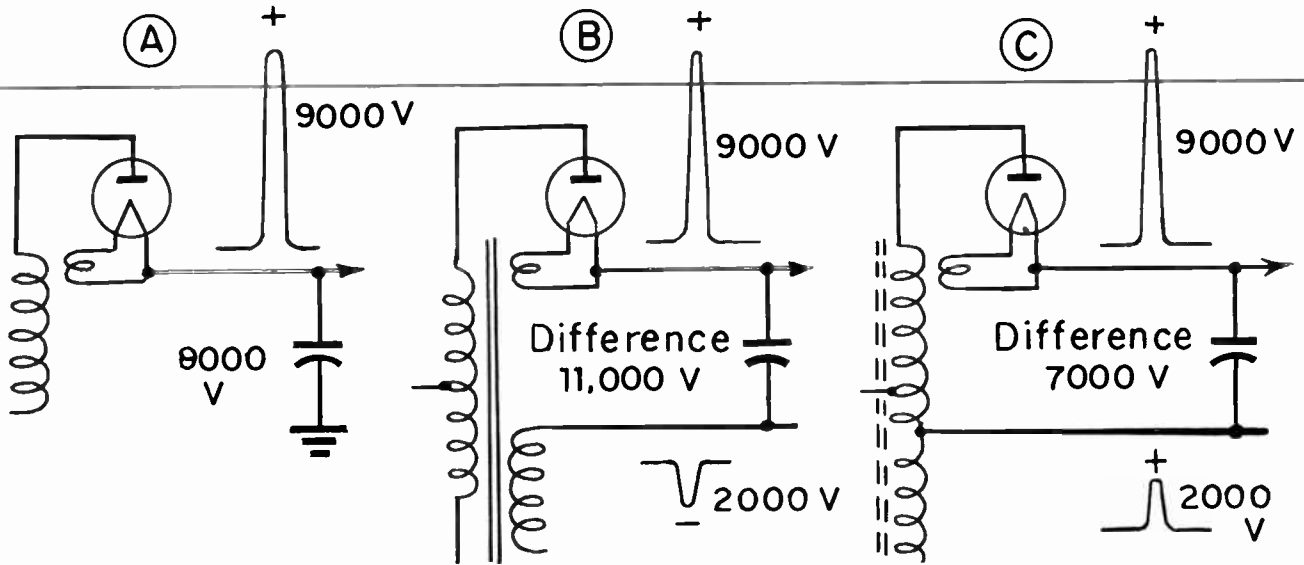 A
+
9000 V
9000
V
B
+
9000 V
Difference
11,000 V
2000 V
−
C
+
9000 V
Difference
7000 V
+
2000
V